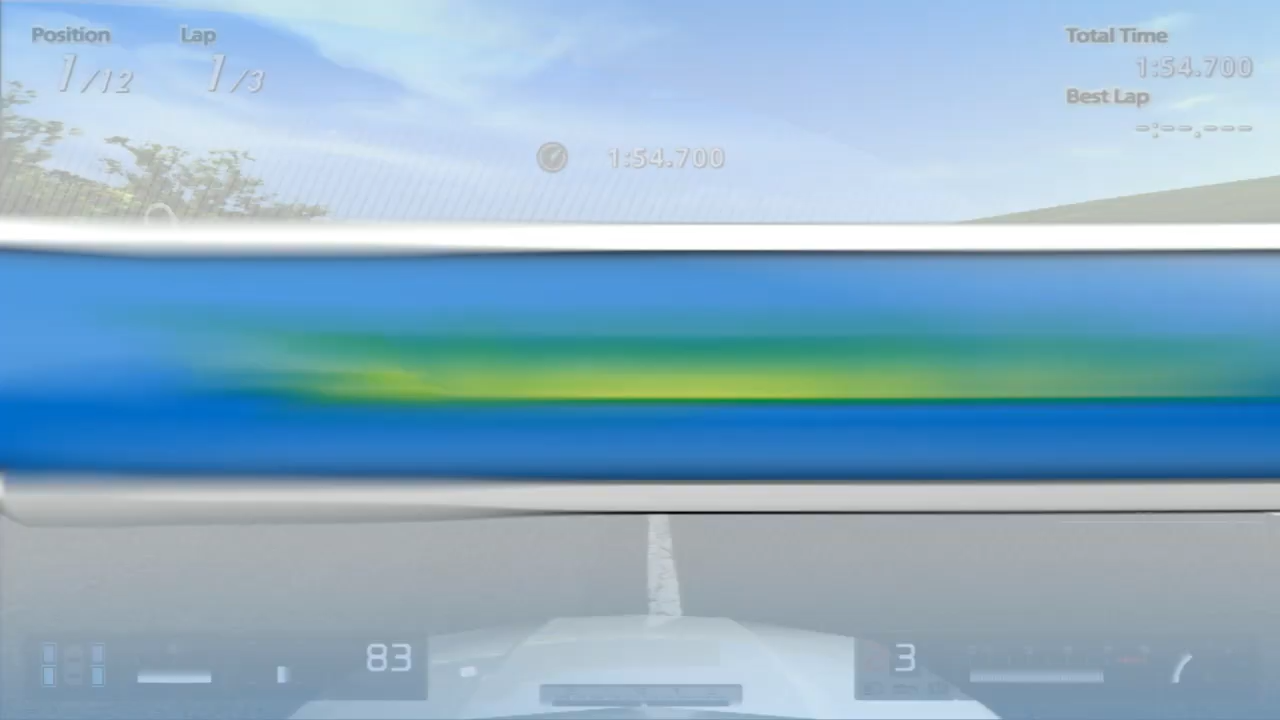 Position Lap
1/12 1/3
Total Time
1:54.700
Best Lap
-:--.---
1:54.700
83
3